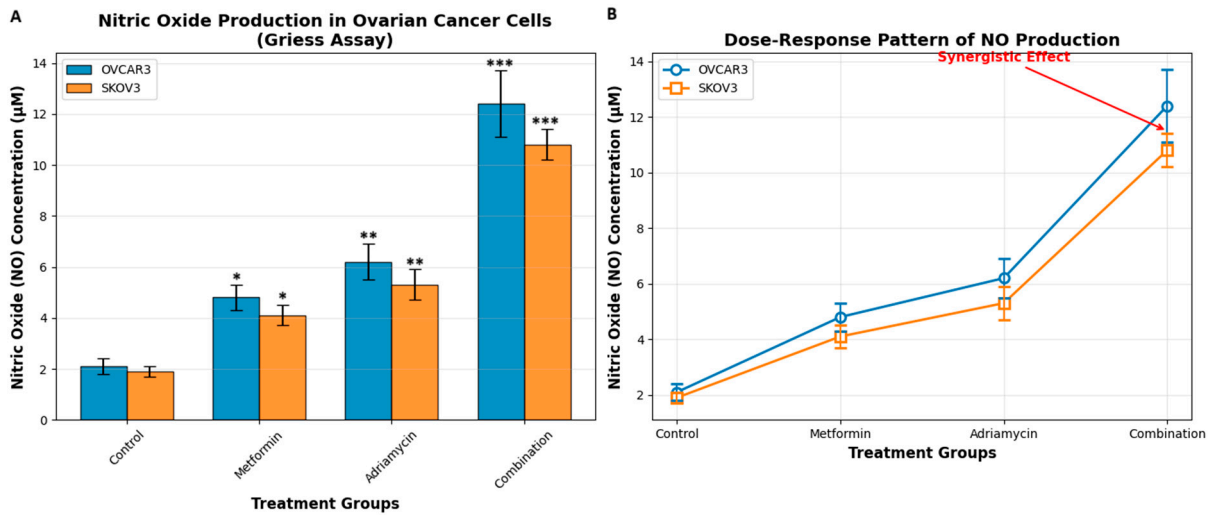 A
Nitric Oxide Production in Ovarian Cancer Cells
(Griess Assay)
Nitric Oxide (NO) Concentration (μM)
14
12
10
8
6
4
2
0
OVCAR3
SKOV3
*
*
**
**
***
***
Control
Metformin
Adriamycin
Combination
Treatment Groups
B
Dose-Response Pattern of NO Production
Synergistic Effect
Nitric Oxide (NO) Concentration (μM)
14
12
10
8
6
4
2
OVCAR3
SKOV3
Control
Metformin
Adriamycin
Combination
Treatment Groups